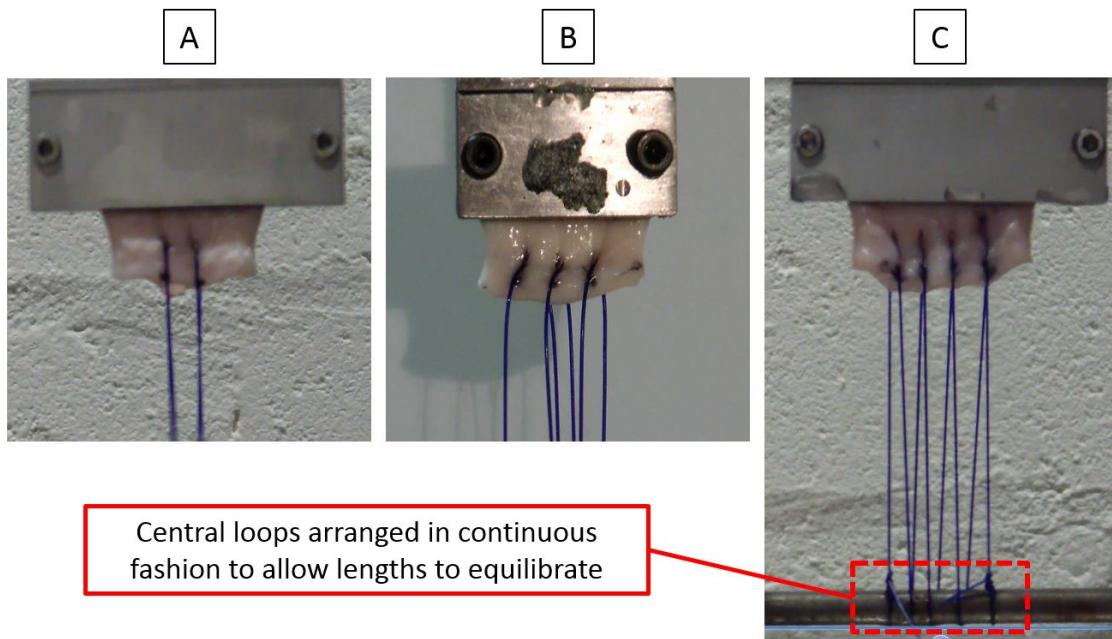 A
B
C
Central loops arranged in continuous
fashion to allow lengths to equilibrate